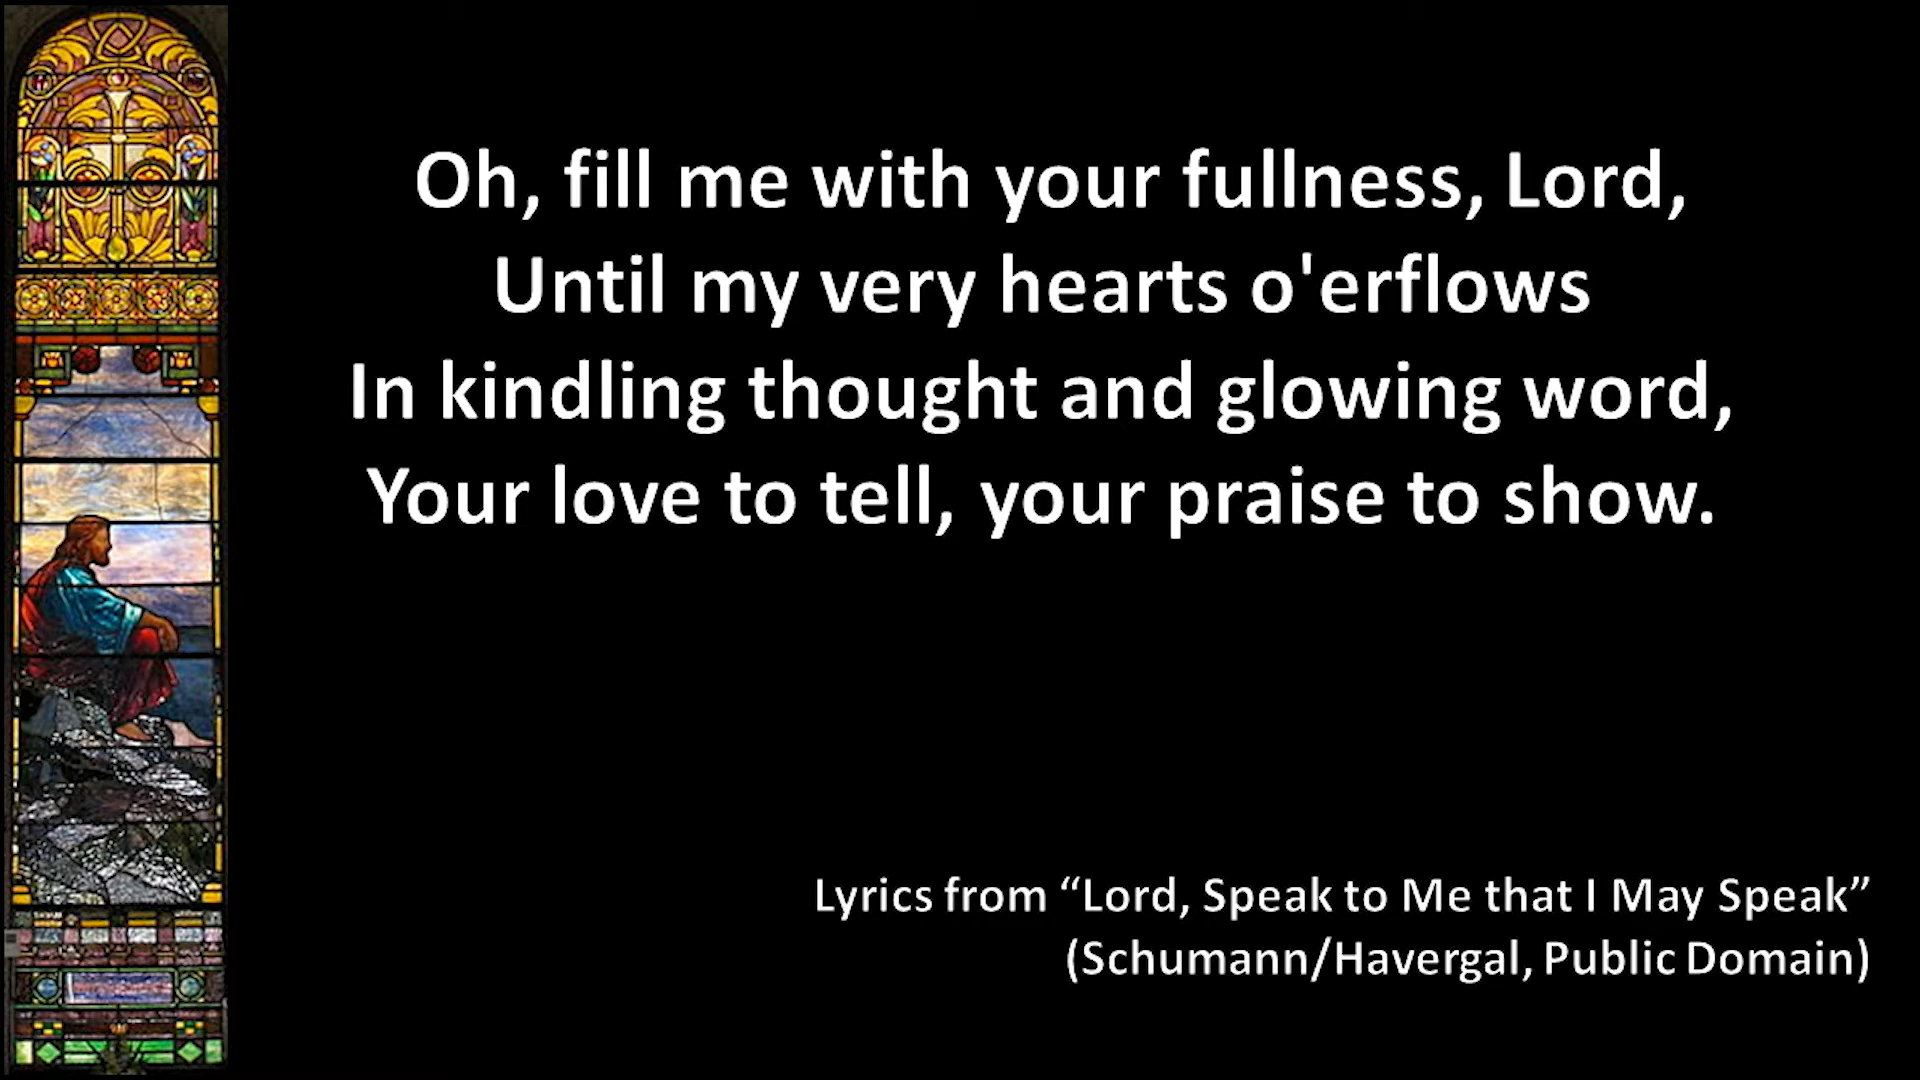 Oh, fill me with your fullness, Lord,
Until my very hearts o'erflows
In kindling thought and glowing word,
Your love to tell, your praise to show.
Lyrics from “Lord, Speak to Me that I May Speak”
(Schumann/Havergal, Public Domain)